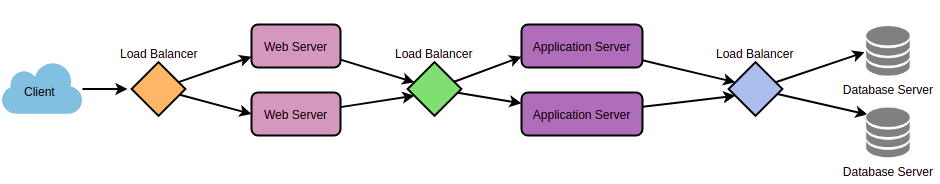 Client
Load Balancer
Web Server
Web Server
Load Balancer
Application Server
Application Server
Load Balancer
Database Server
Database Server